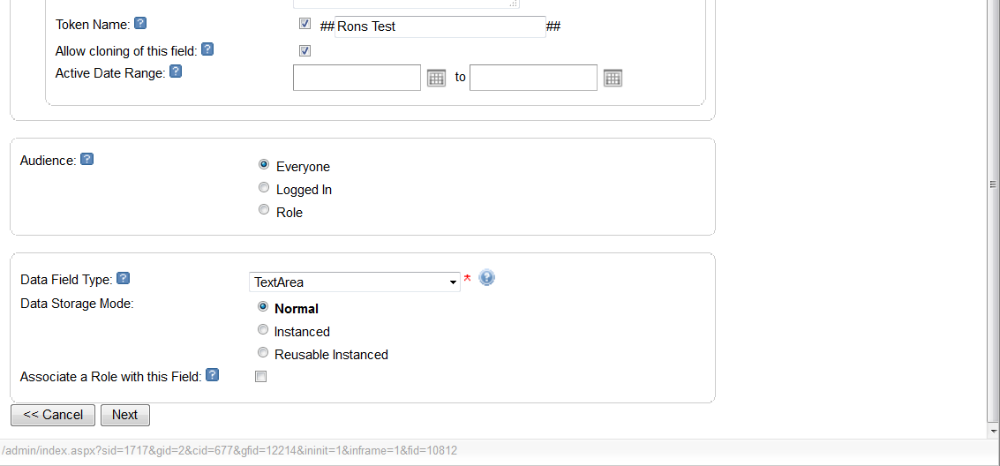 Token Name: ? ##Rons Test##
Allow cloning of this field: ?
Active Date Range: ? to
Audience: ?
Everyone
Logged In
Role
Data Field Type: ? TextArea * ?
Data Storage Mode:
Normal
Instanced
Reusable Instanced
Associate a Role with this Field: ?
<< Cancel Next
/admin/index.aspx?sid=1717&gid=2&cid=677&gfid=12214&ininit=1&inframe=1&fid=10812